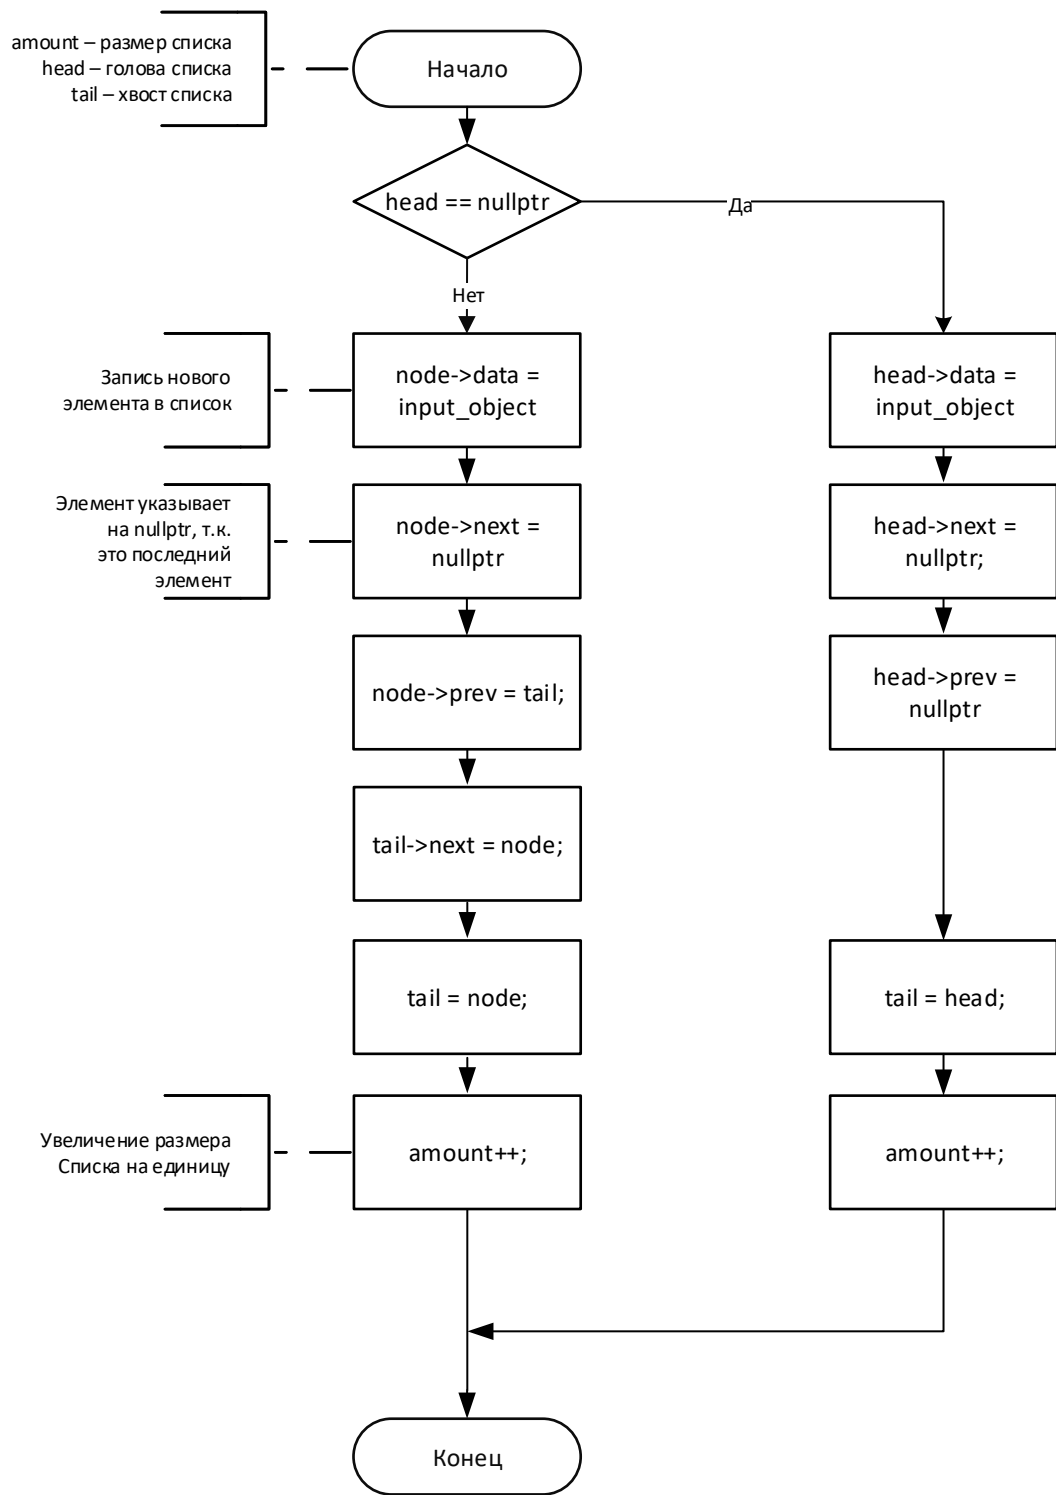 amount – размер списка
head – голова списка
tail – хвост списка
Начало
head == nullptr
Да
Нет
Запись нового
элемента в список
node->data =
input_object
head->data =
input_object
Элемент указывает
на nullptr, т.к.
это последний
элемент
node->next =
nullptr
head->next =
nullptr;
node->prev = tail;
head->prev =
nullptr
tail->next = node;
tail = node;
tail = head;
Увеличение размера
Списка на единицу
amount++;
amount++;
Конец